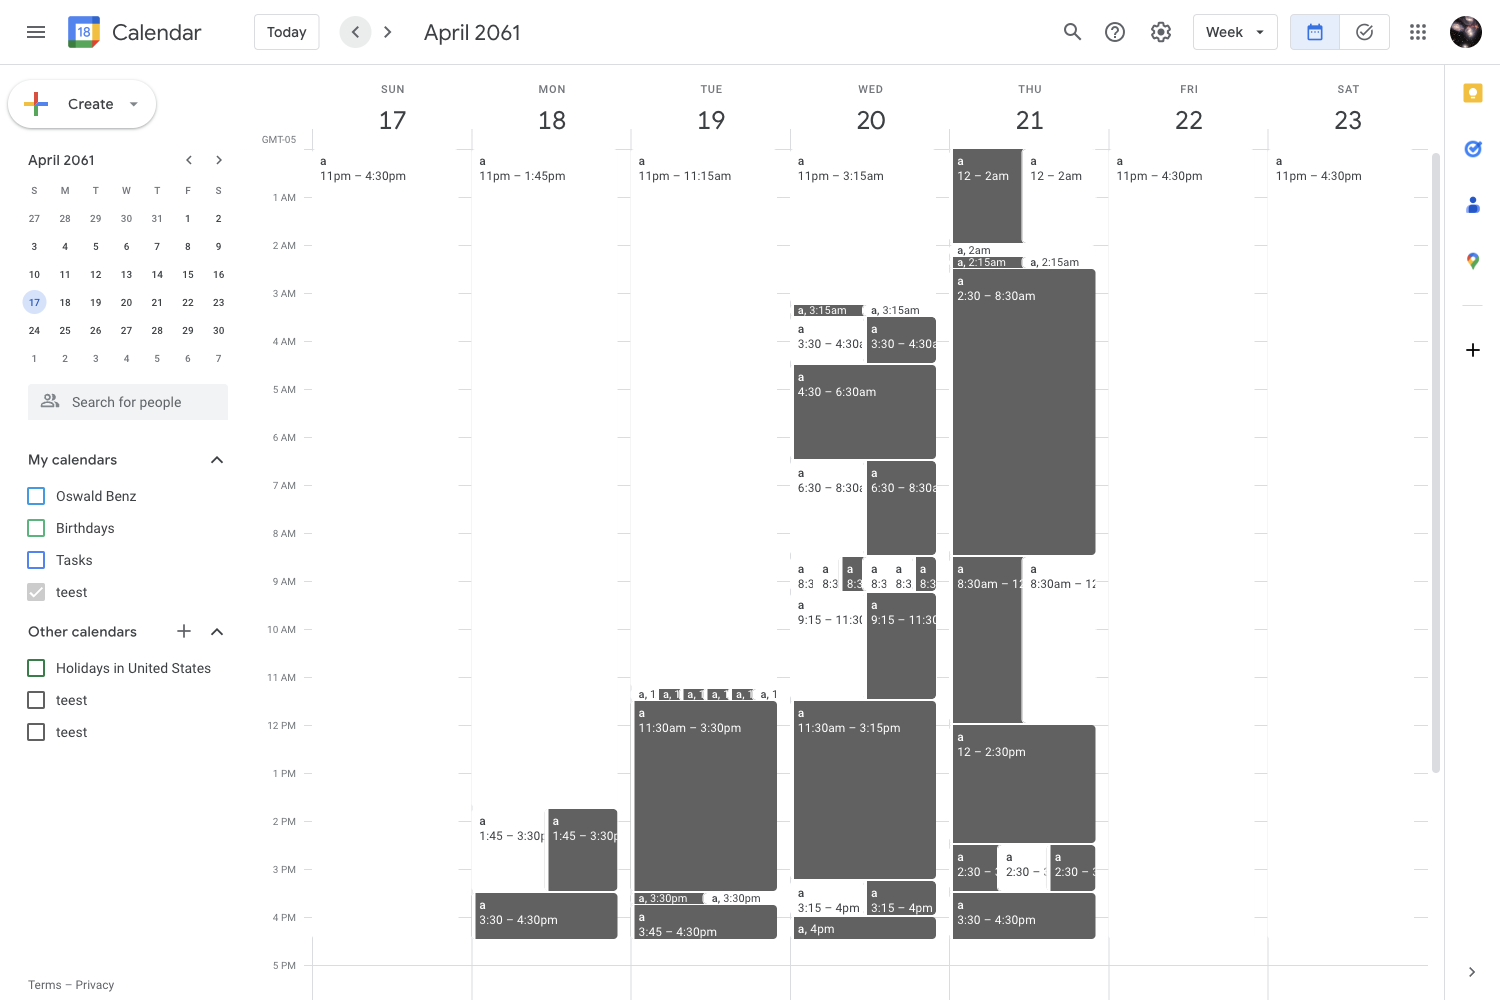 18 Calendar Today April 2061 Week
Create
April 2061
S M T W T F S
27 28 29 30 31 1 2
3 4 5 6 7 8 9
10 11 12 13 14 15 16
17 18 19 20 21 22 23
24 25 26 27 28 29 30
1 2 3 4 5 6 7
Search for people
My calendars
Oswald Benz
Birthdays
Tasks
teest
Other calendars
Holidays in United States
teest
teest
Terms – Privacy
SUN MON TUE WED THU FRI SAT
17 18 19 20 21 22 23
GMT-05
1 AM
2 AM
3 AM
4 AM
5 AM
6 AM
7 AM
8 AM
9 AM
10 AM
11 AM
12 PM
1 PM
2 PM
3 PM
4 PM
5 PM
a
11pm – 4:30pm
a
11pm – 1:45pm
a
1:45 – 3:30p
a
1:45 – 3:30p
a
3:30 – 4:30pm
a
11pm – 11:15am
a, 1
a, 1
a, 1
a, 1
a, 1
a, 1
a
11:30am – 3:30pm
a, 3:30pm
a, 3:30pm
a
3:45 – 4:30pm
a
11pm – 3:15am
a, 3:15am
a, 3:15am
a
3:30 – 4:30a
a
3:30 – 4:30a
a
4:30 – 6:30am
a
6:30 – 8:30a
a
6:30 – 8:30a
a
8:3
a
8:3
a
8:3
a
8:3
a
8:3
a
8:3
a
9:15 – 11:30
a
9:15 – 11:30
a
11:30am – 3:15pm
a
3:15 – 4pm
a
3:15 – 4pm
a, 4pm
a
12 – 2am
a
12 – 2am
a, 2am
a, 2:15am
a, 2:15am
a
2:30 – 8:30am
a
8:30am – 12
a
8:30am – 12
a
12 – 2:30pm
a
2:30 – 
a
2:30 – 
a
2:30 – 
a
3:30 – 4:30pm
a
11pm – 4:30pm
a
11pm – 4:30pm